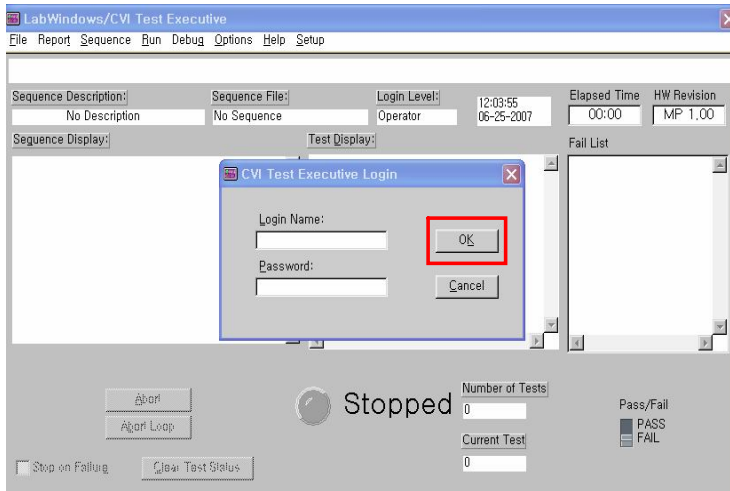 LabWindows/CVI Test Executive
File Report Sequence Run Debug Options Help Setup
Sequence Description: Sequence File: Login Level: 12:03:55 Elapsed Time HW Revision
No Description No Sequence Operator 06-25-2007 00:00 MP 1.00
Sequence Display: Test Display: Fail List
CVI Test Executive Login
Login Name:
OK
Password:
Cancel
Abort
Abort Loop
Stopped
Number of Tests
0
Current Test
0
Pass/Fail
PASS
FAIL
Stop on Failure Clear Test Status